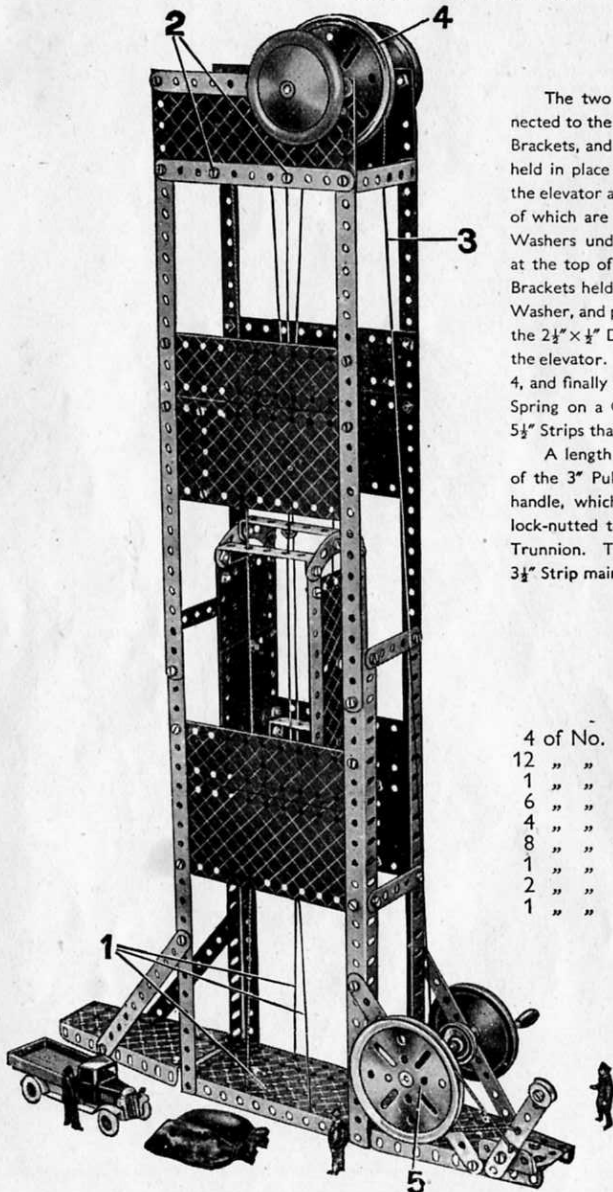 2
4
The two
nected to the
Brackets, and
held in place
the elevator a
of which are
Washers und
at the top of
Brackets held
Washer, and p
the 2½″ × ½″ D
the elevator.
4, and finally
Spring on a
5½″ Strips tha
A length
of the 3″ Pul
handle, which
lock-nutted t
Trunnion. T
3½″ Strip mair
3
4 of No.
12 „ „
1 „ „
6 „ „
4 „ „
8 „ „
1 „ „
2 „ „
1 „ „
1
5